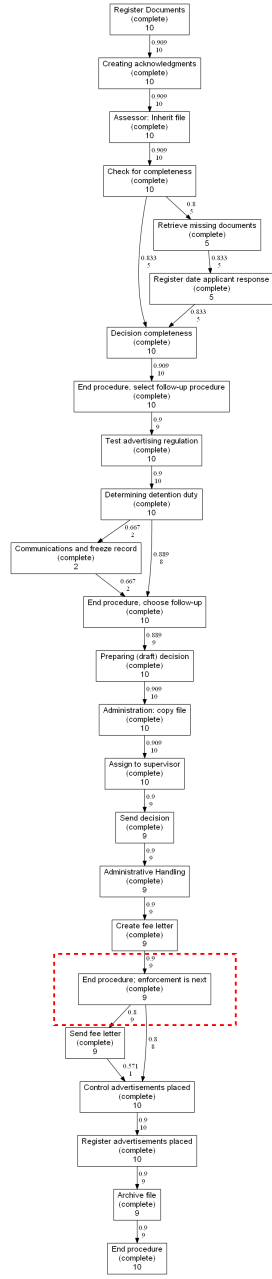 Register Documents
(complete)
10
0.909
10
Creating acknowledgments
(complete)
10
0.909
10
Assessor: Inherit file
(complete)
10
0.909
10
Check for completeness
(complete)
10
0.8
5
Retrieve missing documents
(complete)
5
0.833
5
0.833
5
Register date applicant response
(complete)
5
0.833
5
Decision completeness
(complete)
10
0.909
10
End procedure, select follow-up procedure
(complete)
10
0.9
9
Test advertising regulation
(complete)
10
0.9
10
Determining detention duty
(complete)
10
0.667
2
Communications and freeze record
(complete)
2
0.889
8
0.667
2
End procedure, choose follow-up
(complete)
10
0.889
9
Preparing (draft) decision
(complete)
10
0.909
10
Administration: copy file
(complete)
10
0.909
10
Assign to supervisor
(complete)
10
0.9
9
Send decision
(complete)
9
0.9
9
Administrative Handling
(complete)
9
0.9
9
Create fee letter
(complete)
9
0.9
9
End procedure; enforcement is next
(complete)
9
0.8
9
Send fee letter
(complete)
9
0.8
8
0.571
1
Control advertisements placed
(complete)
10
0.9
10
Register advertisements placed
(complete)
10
0.9
9
Archive file
(complete)
9
0.9
9
End procedure
(complete)
10